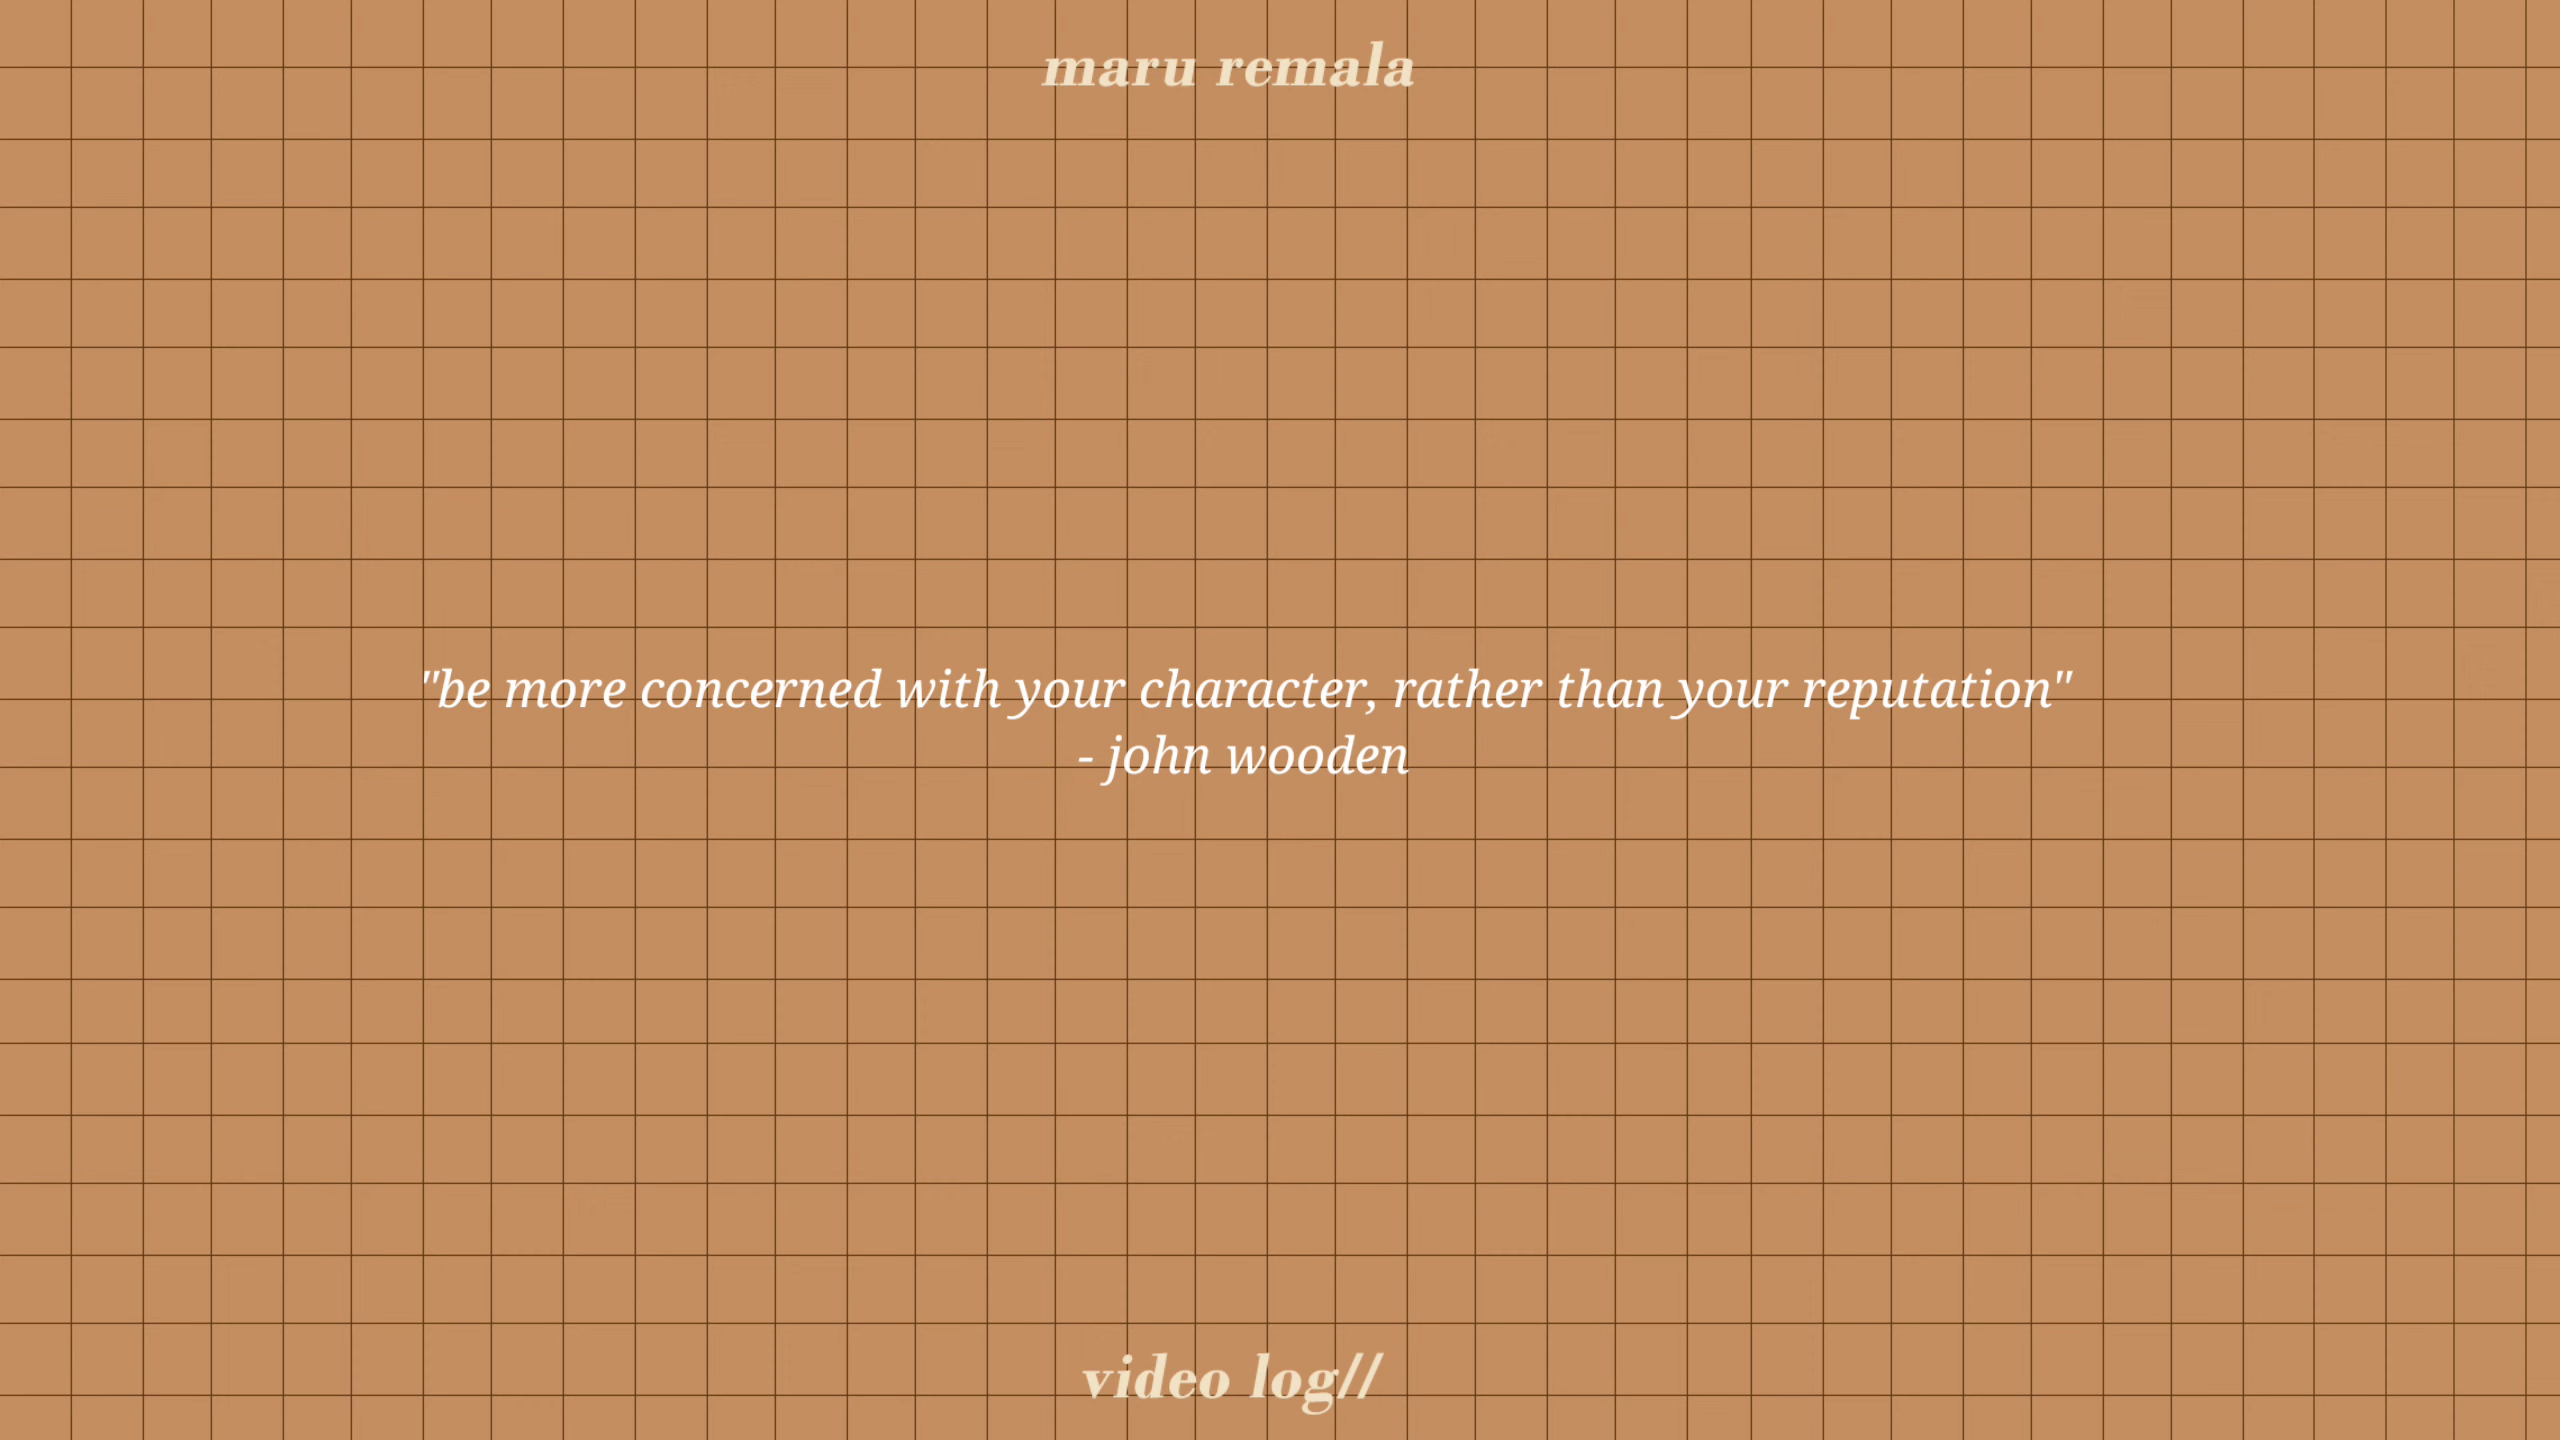 maru remala
"be more concerned with your character, rather than your reputation"
- john wooden
video log//